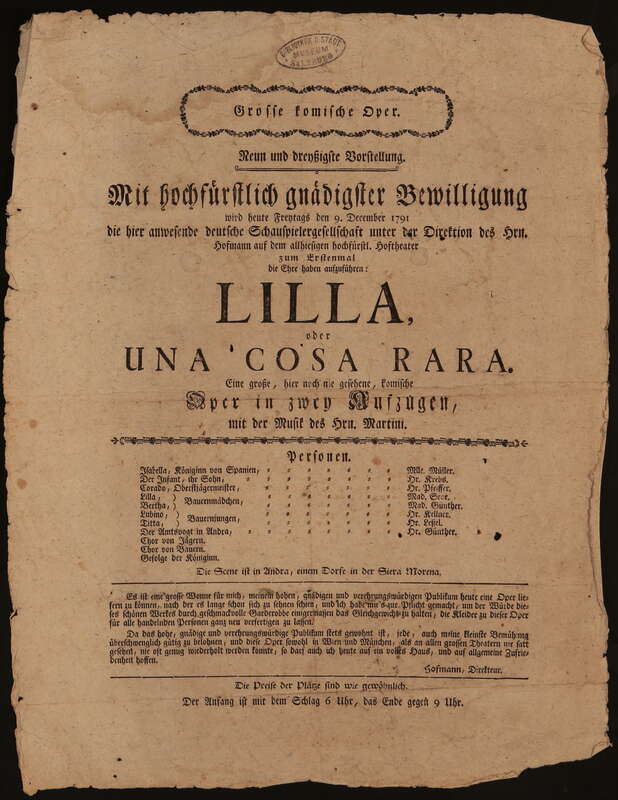 BIBLIOTHEK D. STÄDT.
MUSEUM
SALZBURG
Grosse komische Oper.
Neun und dreyßigste Vorstellung.
Mit hochfürstlich gnädigster Bewilligung
wird heute Freytags den 9. December 1791
die hier anwesende deutsche Schauspielergesellschaft unter der Direktion des Hrn.
Hofmann auf dem allhiesigen hochfürstl. Hoftheater
zum Erstenmal
die Ehre haben aufzuführen:
LILLA,
oder
UNA COSA RARA.
Eine große, hier noch nie gesehene, komische
Oper in zwey Aufzügen,
mit der Musik des Hrn. Martini.
Personen.
Isabella, Königinn von Spanien, Mlle. Müller.
Der Infant, ihr Sohn, Hr. Krebs.
Corado, Oberstjägermeister, Hr. Pfeiffer.
Lilla, ) Bauernmädchen, Mad.
Bertha, ) Mad. Günther.
Lubino, ) Bauernjungen, Hr. Kellner.
Titta, ) Hr.
Der Amtsvogt in Andra, Hr. Günther.
Chor von Jägern.
Chor von Bauern.
Gefolge der Königinn.
Die Scene ist in Andra, einem Dorfe in der Siera Morena.
Es ist eine grosse Wonne für mich, meinem hohen, gnädigen und verehrungswürdigen Publikum heute eine Oper lie-
fern zu können, nach der es lange schon sich zu sehnen schien, und ich habe mir's zur Pflicht gemacht, um der Würde die-
ses schönen Werkes durch geschmackvolle Garderobbe einigermassen das Gleichgewicht zu halten, die Kleider zu dieser Oper
für alle handelnden Personen ganz neu verfertigen zu lassen.
Da das hohe, gnädige und verehrungswürdige Publikum stets gewohnt ist, jede, auch meine kleinste Bemühung
überschwenglich gütig zu belohnen, und diese Oper sowohl in Wien und München, als an allen grossen Theatern nie satt
gesehen, nie oft genug wiederholt werden konnte, so darf auch ich heute auf ein volles Haus, und auf allgemeine Zufrie-
denheit hoffen.
Hofmann, Direkteur.
Die Preise der Plätze sind wie gewöhnlich.
Der Anfang ist mit dem Schlag 6 Uhr, das Ende gegen 9 Uhr.